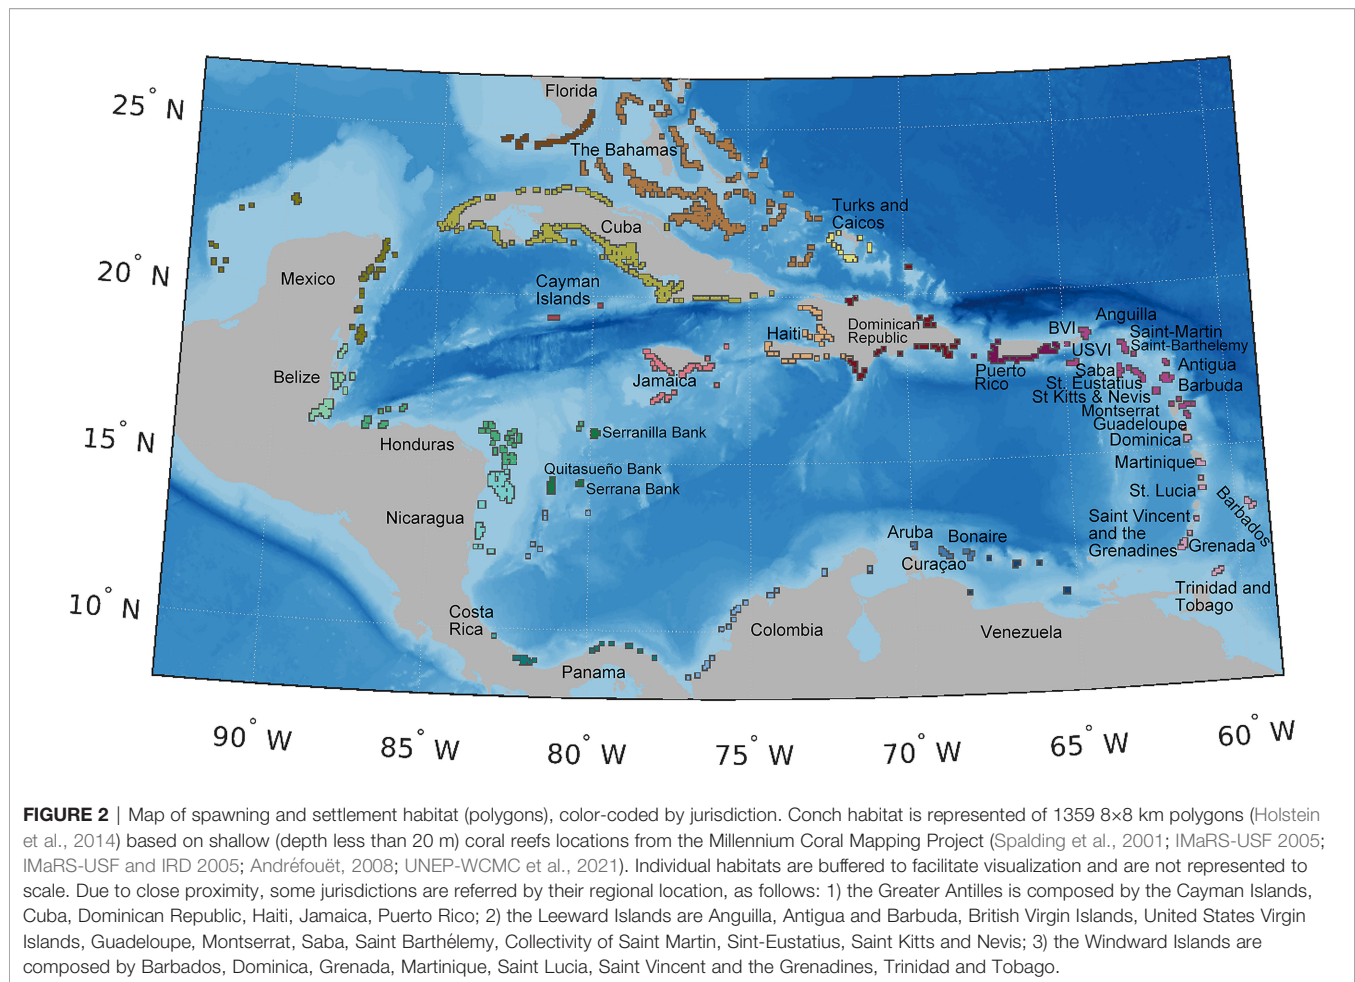 Florida
25° N
The Bahamas
Turks and
Caicos
Cuba
20° N
Mexico
Cayman
Islands
Anguilla
BVI
Saint-Martin
Saint-Barthelemy
Haiti
Dominican
Republic
USVI
Antigua
Barbuda
Belize
Jamaica
Puerto
Rico
Saba
St. Eustatius
St Kitts & Nevis
Montserrat
Guadeloupe
Dominica
15° N
Honduras
Serranilla Bank
Martinique
Quitasueño Bank
Serrana Bank
St. Lucia
Barbados
Nicaragua
Saint Vincent
and the
Grenadines
Grenada
Aruba
Bonaire
Curaçao
Trinidad and
Tobago
10° N
Costa
Rica
Colombia
Venezuela
Panama
90° W
85° W
80° W
75° W
70° W
65° W
60° W
FIGURE 2 | Map of spawning and settlement habitat (polygons), color-coded by jurisdiction. Conch habitat is represented of 1359 8×8 km polygons (Holstein
et al., 2014) based on shallow (depth less than 20 m) coral reefs locations from the Millennium Coral Mapping Project (Spalding et al., 2001; IMaRS-USF 2005;
IMaRS-USF and IRD 2005; Andréfouët, 2008; UNEP-WCMC et al., 2021). Individual habitats are buffered to facilitate visualization and are not represented to
scale. Due to close proximity, some jurisdictions are referred by their regional location, as follows: 1) the Greater Antilles is composed by the Cayman Islands,
Cuba, Dominican Republic, Haiti, Jamaica, Puerto Rico; 2) the Leeward Islands are Anguilla, Antigua and Barbuda, British Virgin Islands, United States Virgin
Islands, Guadeloupe, Montserrat, Saba, Saint Barthélemy, Collectivity of Saint Martin, Sint-Eustatius, Saint Kitts and Nevis; 3) the Windward Islands are
composed by Barbados, Dominica, Grenada, Martinique, Saint Lucia, Saint Vincent and the Grenadines, Trinidad and Tobago.